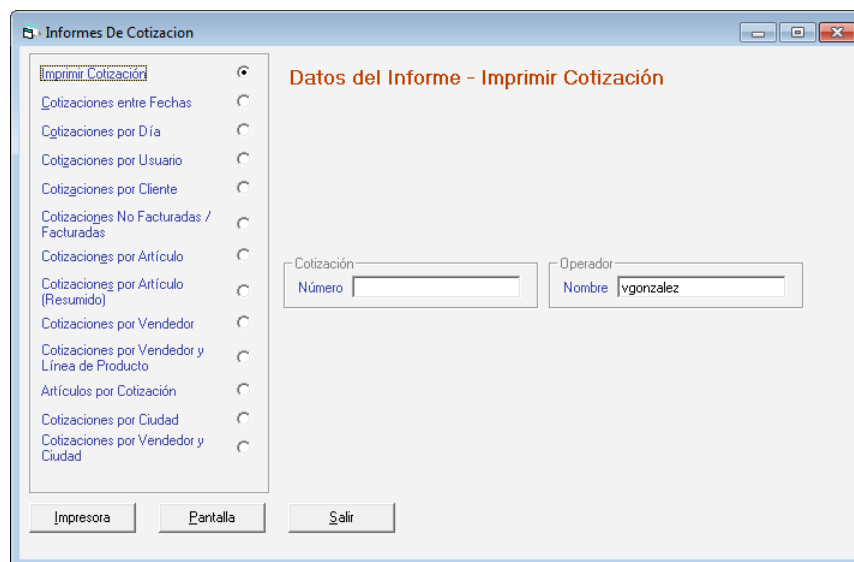 Informes De Cotizacion
Imprimir Cotización
Cotizaciones entre Fechas
Cotizaciones por Día
Cotizaciones por Usuario
Cotizaciones por Cliente
Cotizaciones No Facturadas /
Facturadas
Cotizaciones por Artículo
Cotizaciones por Artículo
(Resumido)
Cotizaciones por Vendedor
Cotizaciones por Vendedor y
Línea de Producto
Artículos por Cotización
Cotizaciones por Ciudad
Cotizaciones por Vendedor y
Ciudad
Datos del Informe - Imprimir Cotización
Cotización
Número
Operador
Nombre vgonzalez
Impresora
Pantalla
Salir